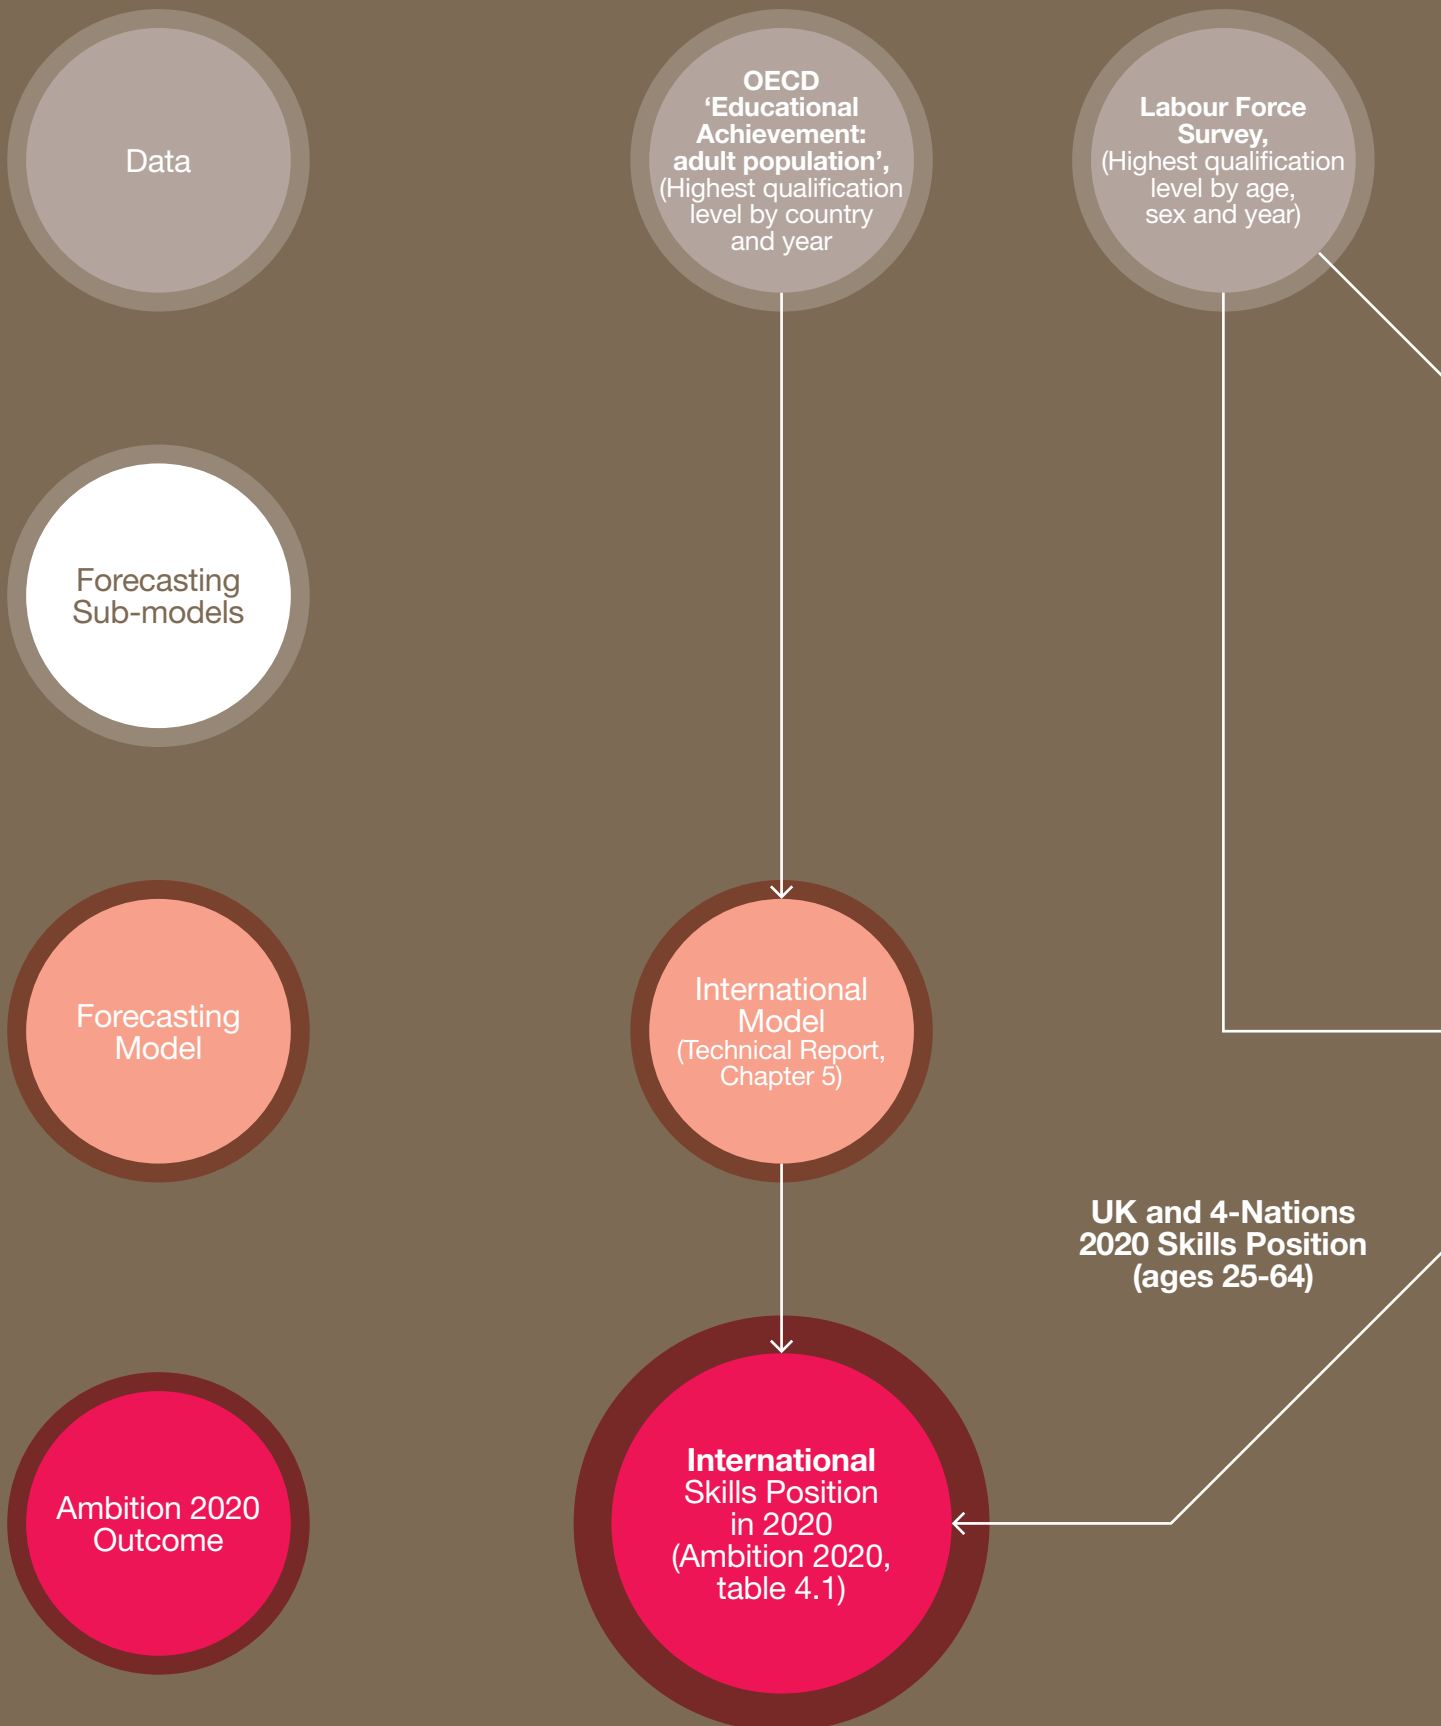 Data
OECD
‘Educational
Achievement:
adult population’,
(Highest qualification
level by country
and year
Labour Force
Survey,
(Highest qualification
level by age,
sex and year)
Forecasting
Sub-models
Forecasting
Model
International
Model
(Technical Report,
Chapter 5)
UK and 4-Nations
2020 Skills Position
(ages 25-64)
Ambition 2020
Outcome
International
Skills Position
in 2020
(Ambition 2020,
table 4.1)